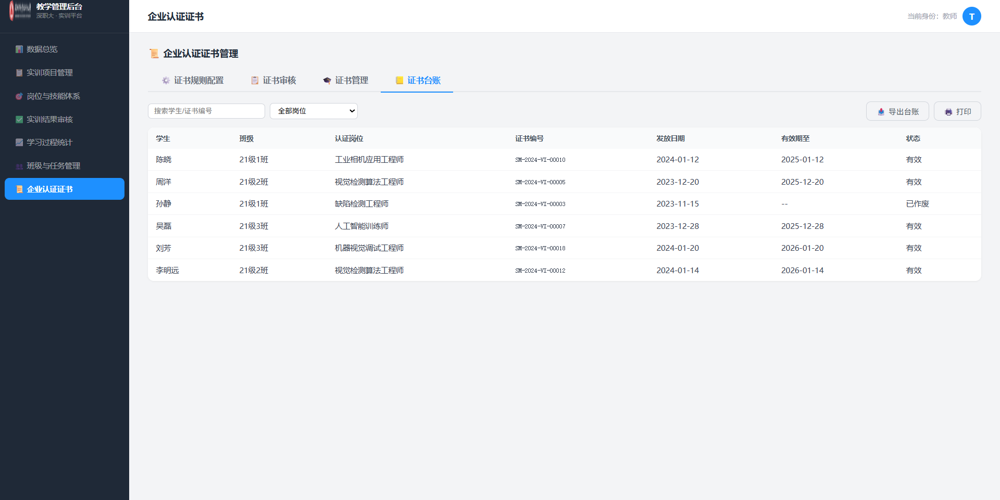 教学管理后台
深职大 · 实训平台
数据总览
实训项目管理
岗位与技能体系
实训结果审核
学习过程统计
班级与任务管理
企业认证证书
企业认证证书
当前身份：教师
T
企业认证证书管理
证书规则配置 证书审核 证书管理 证书台账
搜索学生/证书编号 全部岗位 导出台账 打印
学生 班级 认证岗位 证书编号 发放日期 有效期至 状态
陈晓 21级1班 工业相机应用工程师 SM-2024-VI-00010 2024-01-12 2025-01-12 有效
周洋 21级2班 视觉检测算法工程师 SM-2024-VI-00005 2023-12-20 2025-12-20 有效
孙静 21级1班 缺陷检测工程师 SM-2024-VI-00003 2023-11-15 -- 已作废
吴磊 21级3班 人工智能训练师 SM-2024-VI-00007 2023-12-28 2025-12-28 有效
刘芳 21级3班 机器视觉调试工程师 SM-2024-VI-00018 2024-01-20 2026-01-20 有效
李明远 21级2班 视觉检测算法工程师 SM-2024-VI-00012 2024-01-14 2026-01-14 有效